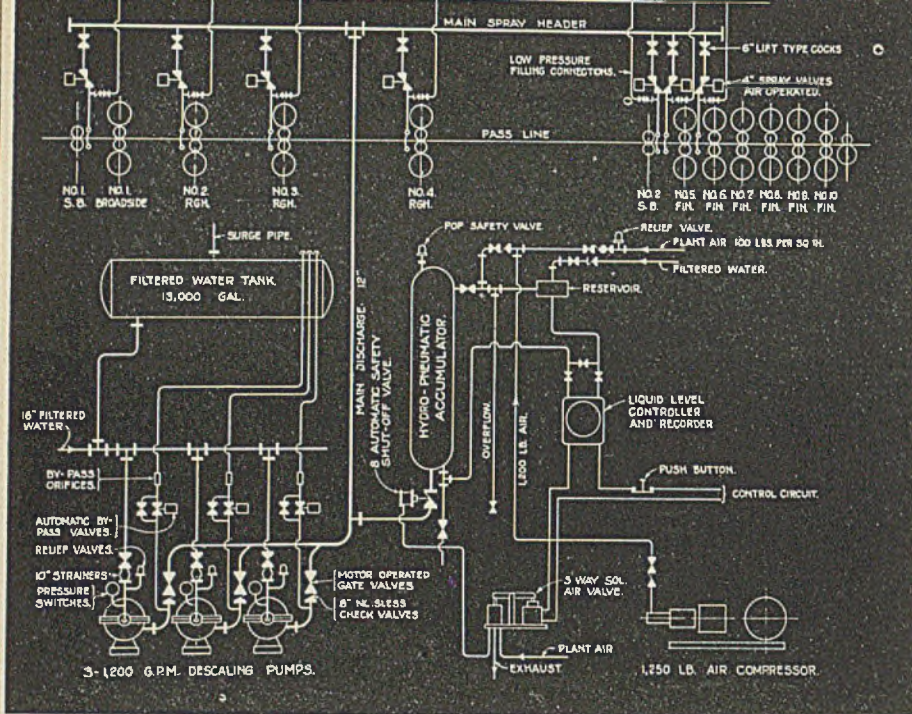 MAIN SPRAY HEADER
6" LIFT TYPE COCKS
LOW PRESSURE
FILLING CONNECTIONS.
4" SPRAY VALVES
AIR OPERATED.
PASS LINE
NO.1.
S.B.
NO.1.
BROADSIDE
NO.2.
RGH.
NO.3.
RGH.
NO.4.
RGH.
NO.2
S.B.
NO.5
FIN.
NO.6
FIN.
NO.7
FIN.
NO.8.
FIN.
NO.9.
FIN.
NO.10
FIN.
SURGE PIPE.
POP SAFETY VALVE
RELIEF VALVE.
PLANT AIR 100 LBS. PER SQ IN.
FILTERED WATER.
RESERVOIR.
FILTERED WATER TANK.
13,000 GAL.
MAIN DISCHARGE. 12"
8" AUTOMATIC SAFETY
SHUT-OFF VALVE.
HYDRO-PNEUMATIC
ACCUMULATOR.
OVERFLOW.
1,200 LB. AIR.
LIQUID LEVEL
CONTROLLER
AND RECORDER
16" FILTERED
WATER
BY-PASS
ORIFICES.
PUSH BUTTON.
CONTROL CIRCUIT.
AUTOMATIC BY-
PASS VALVES.
RELIEF VALVES.
10" STRAINERS
PRESSURE
SWITCHES.
MOTOR OPERATED
GATE VALVES
8"
CHECK VALVES
3 WAY SOL.
AIR VALVE.
PLANT AIR
EXHAUST
3-1,200 G.P.M. DESCALING PUMPS.
1,250 LB. AIR COMPRESSOR.